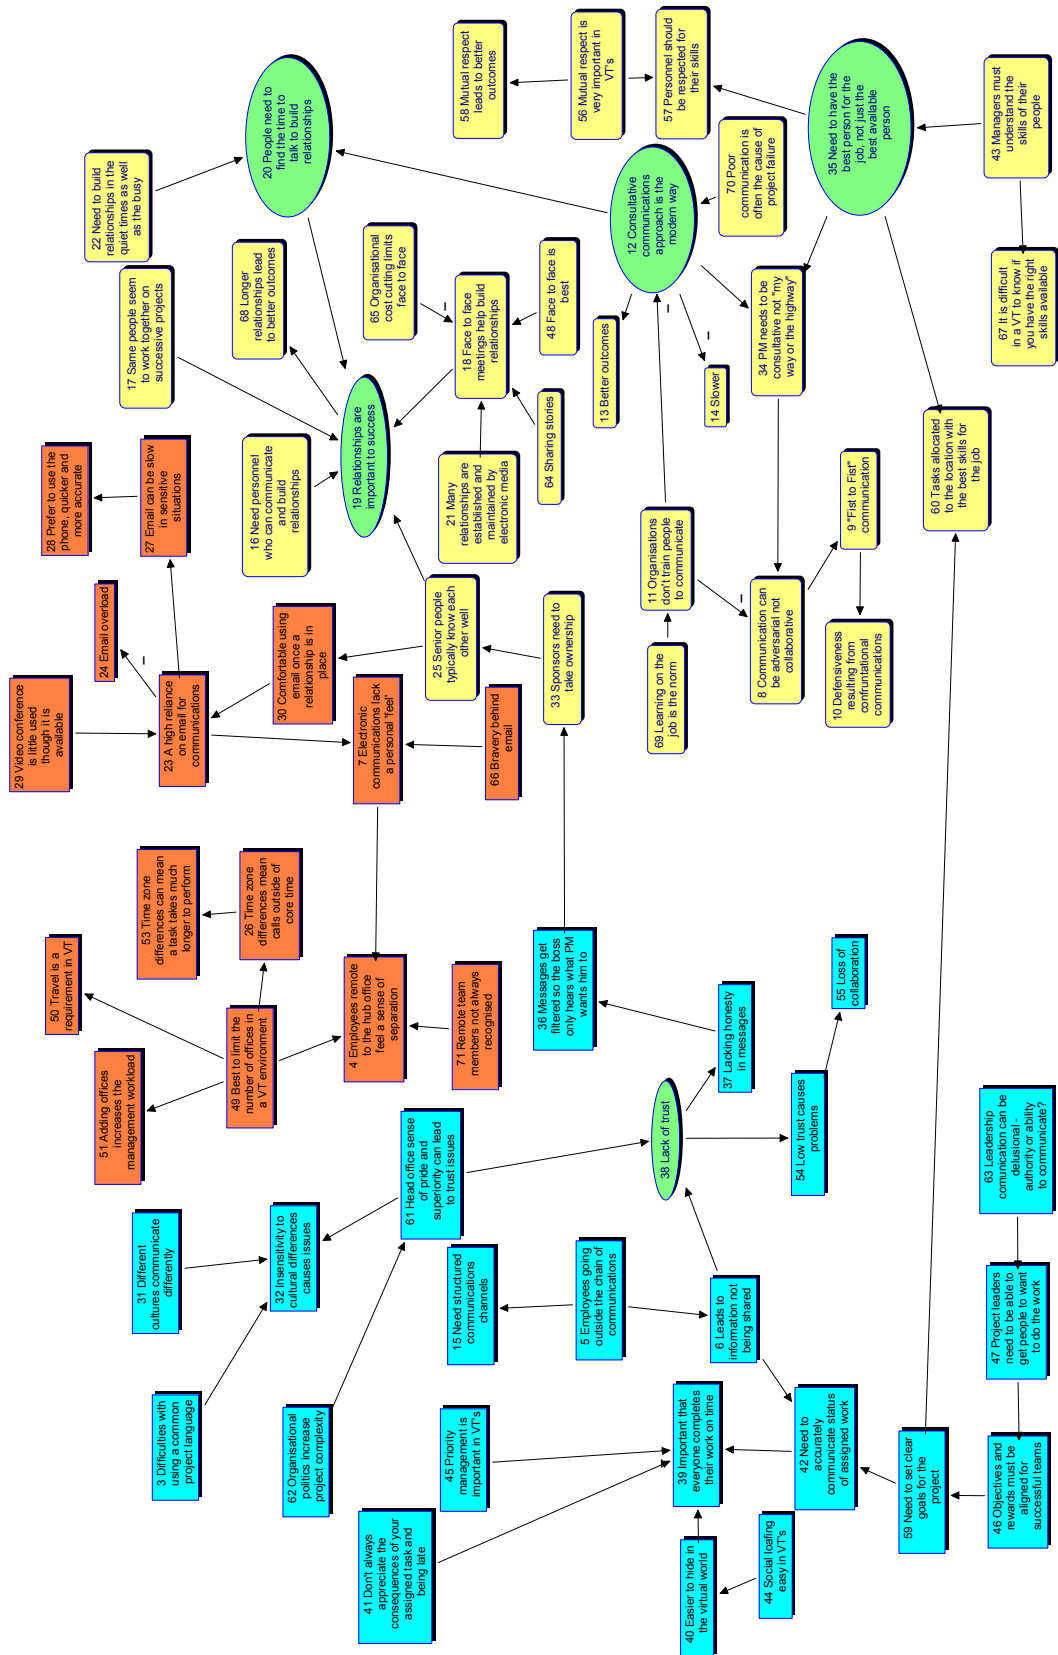 41 Don't always
appreciate the
consequences of your
assigned task and
being late
62 Organisational
politics increase
project complexity
3 Difficulties with
using a common
project language
31 Different
cultures communicate
differently
51 Adding offices
increases the
management workload
50 Travel is a
requirement in VT
53 Time zone
differences can mean
a task takes much
longer to perform
29 Video conference
is little used
though it is
available
24 Email overload
28 Prefer to use the
phone, quicker and
more accurate
27 Email can be slow
in sensitive
situations
17 Same people seem
to work together on
successive projects
22 Need to build
relationships in the
quiet times as well
as the busy
45 Priority
management is
important in VT's
32 Insensitivity to
cultural differences
causes issues
49 Best to limit the
number of offices in
a VT environment
26 Time zone
differences mean
calls outside of
core time
23 A high reliance
on email for
communications
–
30 Comfortable using
email once a
relationship is in
place
16 Need personnel
who can communicate
and build
relationships
68 Longer
relationships lead
to better outcomes
20 People need to
find the time to
talk to build
relationships
15 Need structured
communications
channels
61 Head office sense
of pride and
superiority can lead
to trust issues
4 Employees remote
to the hub office
feel a sense of
separation
7 Electronic
communications lack
a personal 'feel'
19 Relationships are
important to success
65 Organisational
cost cutting limits
face to face
–
71 Remote team
members not always
recognised
66 Bravery behind
email
25 Senior people
typically know each
other well
21 Many
relationships are
established and
maintained by
electronic media
18 Face to face
meetings help build
relationships
58 Mutual respect
leads to better
outcomes
5 Employees going
outside the chain of
communications
36 Messages get
filtered so the boss
only hears what PM
wants him to
33 Sponsors need to
take ownership
64 Sharing stories
48 Face to face is
best
56 Mutual respect is
very important in
VT's
40 Easier to hide in
the virtual world
39 Important that
everyone completes
their work on time
6 Leads to
information not
being shared
38 Lack of trust
37 Lacking honesty
in messages
69 Learning on the
job is the norm
11 Organisations
don't train people
to communicate
–
–
13 Better outcomes
12 Consultative
communications
approach is the
modern way
57 Personnel should
be respected for
their skills
44 Social loafing
easy in VT's
42 Need to
accurately
communicate status
of assigned work
54 Low trust causes
problems
55 Loss of
collaboration
8 Communication can
be adversarial not
collaborative
14 Slower
–
34 PM needs to be
consultative not "my
way or the highway"
70 Poor
communication is
often the cause of
project failure
10 Defensiveness
resulting from
confrontational
communications
9 "Fist to Fist"
communication
35 Need to have the
best person for the
job, not just the
best available
person
59 Need to set clear
goals for the
project
60 Tasks allocated
to the location with
the best skills for
the job
46 Objectives and
rewards must be
aligned for
successful teams
47 Project leaders
need to be able to
get people to want
to do the work
63 Leadership
comunication can be
delusional -
authority or ability
to communicate?
67 It is difficult
in a VT to know if
you have the right
skills available
43 Managers must
understand the
skills of their
people